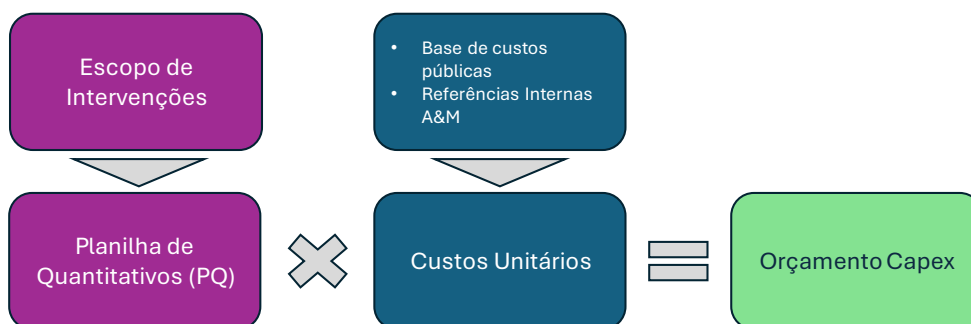 Escopo de
Intervenções
• Base de custos
públicas
• Referências Internas
A&M
Planilha de
Quantitativos (PQ)
Custos Unitários
Orçamento Capex